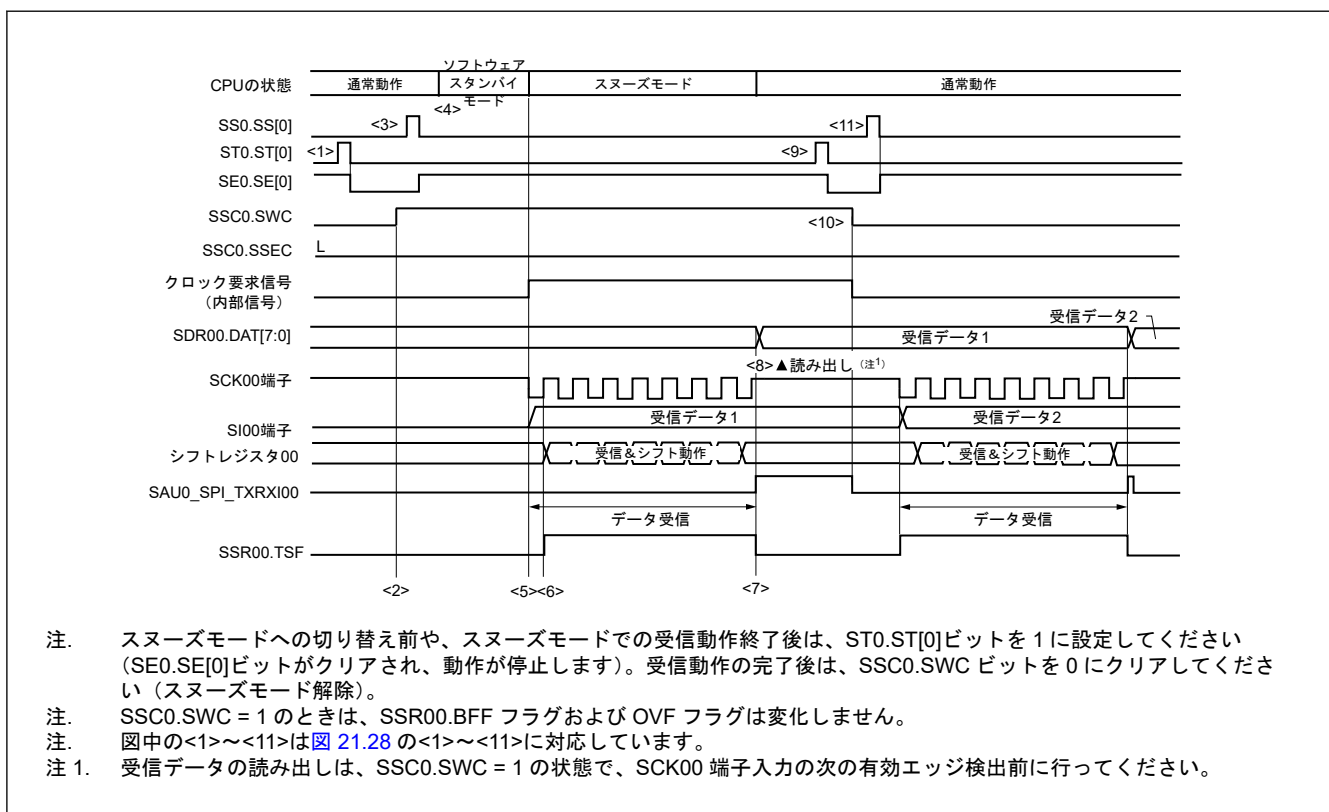 ソフトウェア
CPUの状態 通常動作 スタンバイ スヌーズモード 通常動作
<4> モード
SS0.SS[0] <3> <11>
ST0.ST[0] <1> <9>
SE0.SE[0]
SSC0.SWC <10>
SSC0.SSEC L
クロック要求信号
（内部信号）
受信データ2
SDR00.DAT[7:0] 受信データ1
<8>▲読み出し（注1）
SCK00端子
受信データ1 受信データ2
SI00端子
シフトレジスタ00 受信&シフト動作 受信&シフト動作
SAU0_SPI_TXRXI00
データ受信 データ受信
SSR00.TSF
<2> <5><6> <7>
注. スヌーズモードへの切り替え前や、スヌーズモードでの受信動作終了後は、ST0.ST[0]ビットを 1 に設定してください
（SE0.SE[0]ビットがクリアされ、動作が停止します）。受信動作の完了後は、SSC0.SWC ビットを 0 にクリアしてくださ
い（スヌーズモード解除）。
注. SSC0.SWC = 1 のときは、SSR00.BFF フラグおよび OVF フラグは変化しません。
注. 図中の<1>～<11>は図 21.28 の<1>～<11>に対応しています。
注 1. 受信データの読み出しは、SSC0.SWC = 1 の状態で、SCK00 端子入力の次の有効エッジ検出前に行ってください。